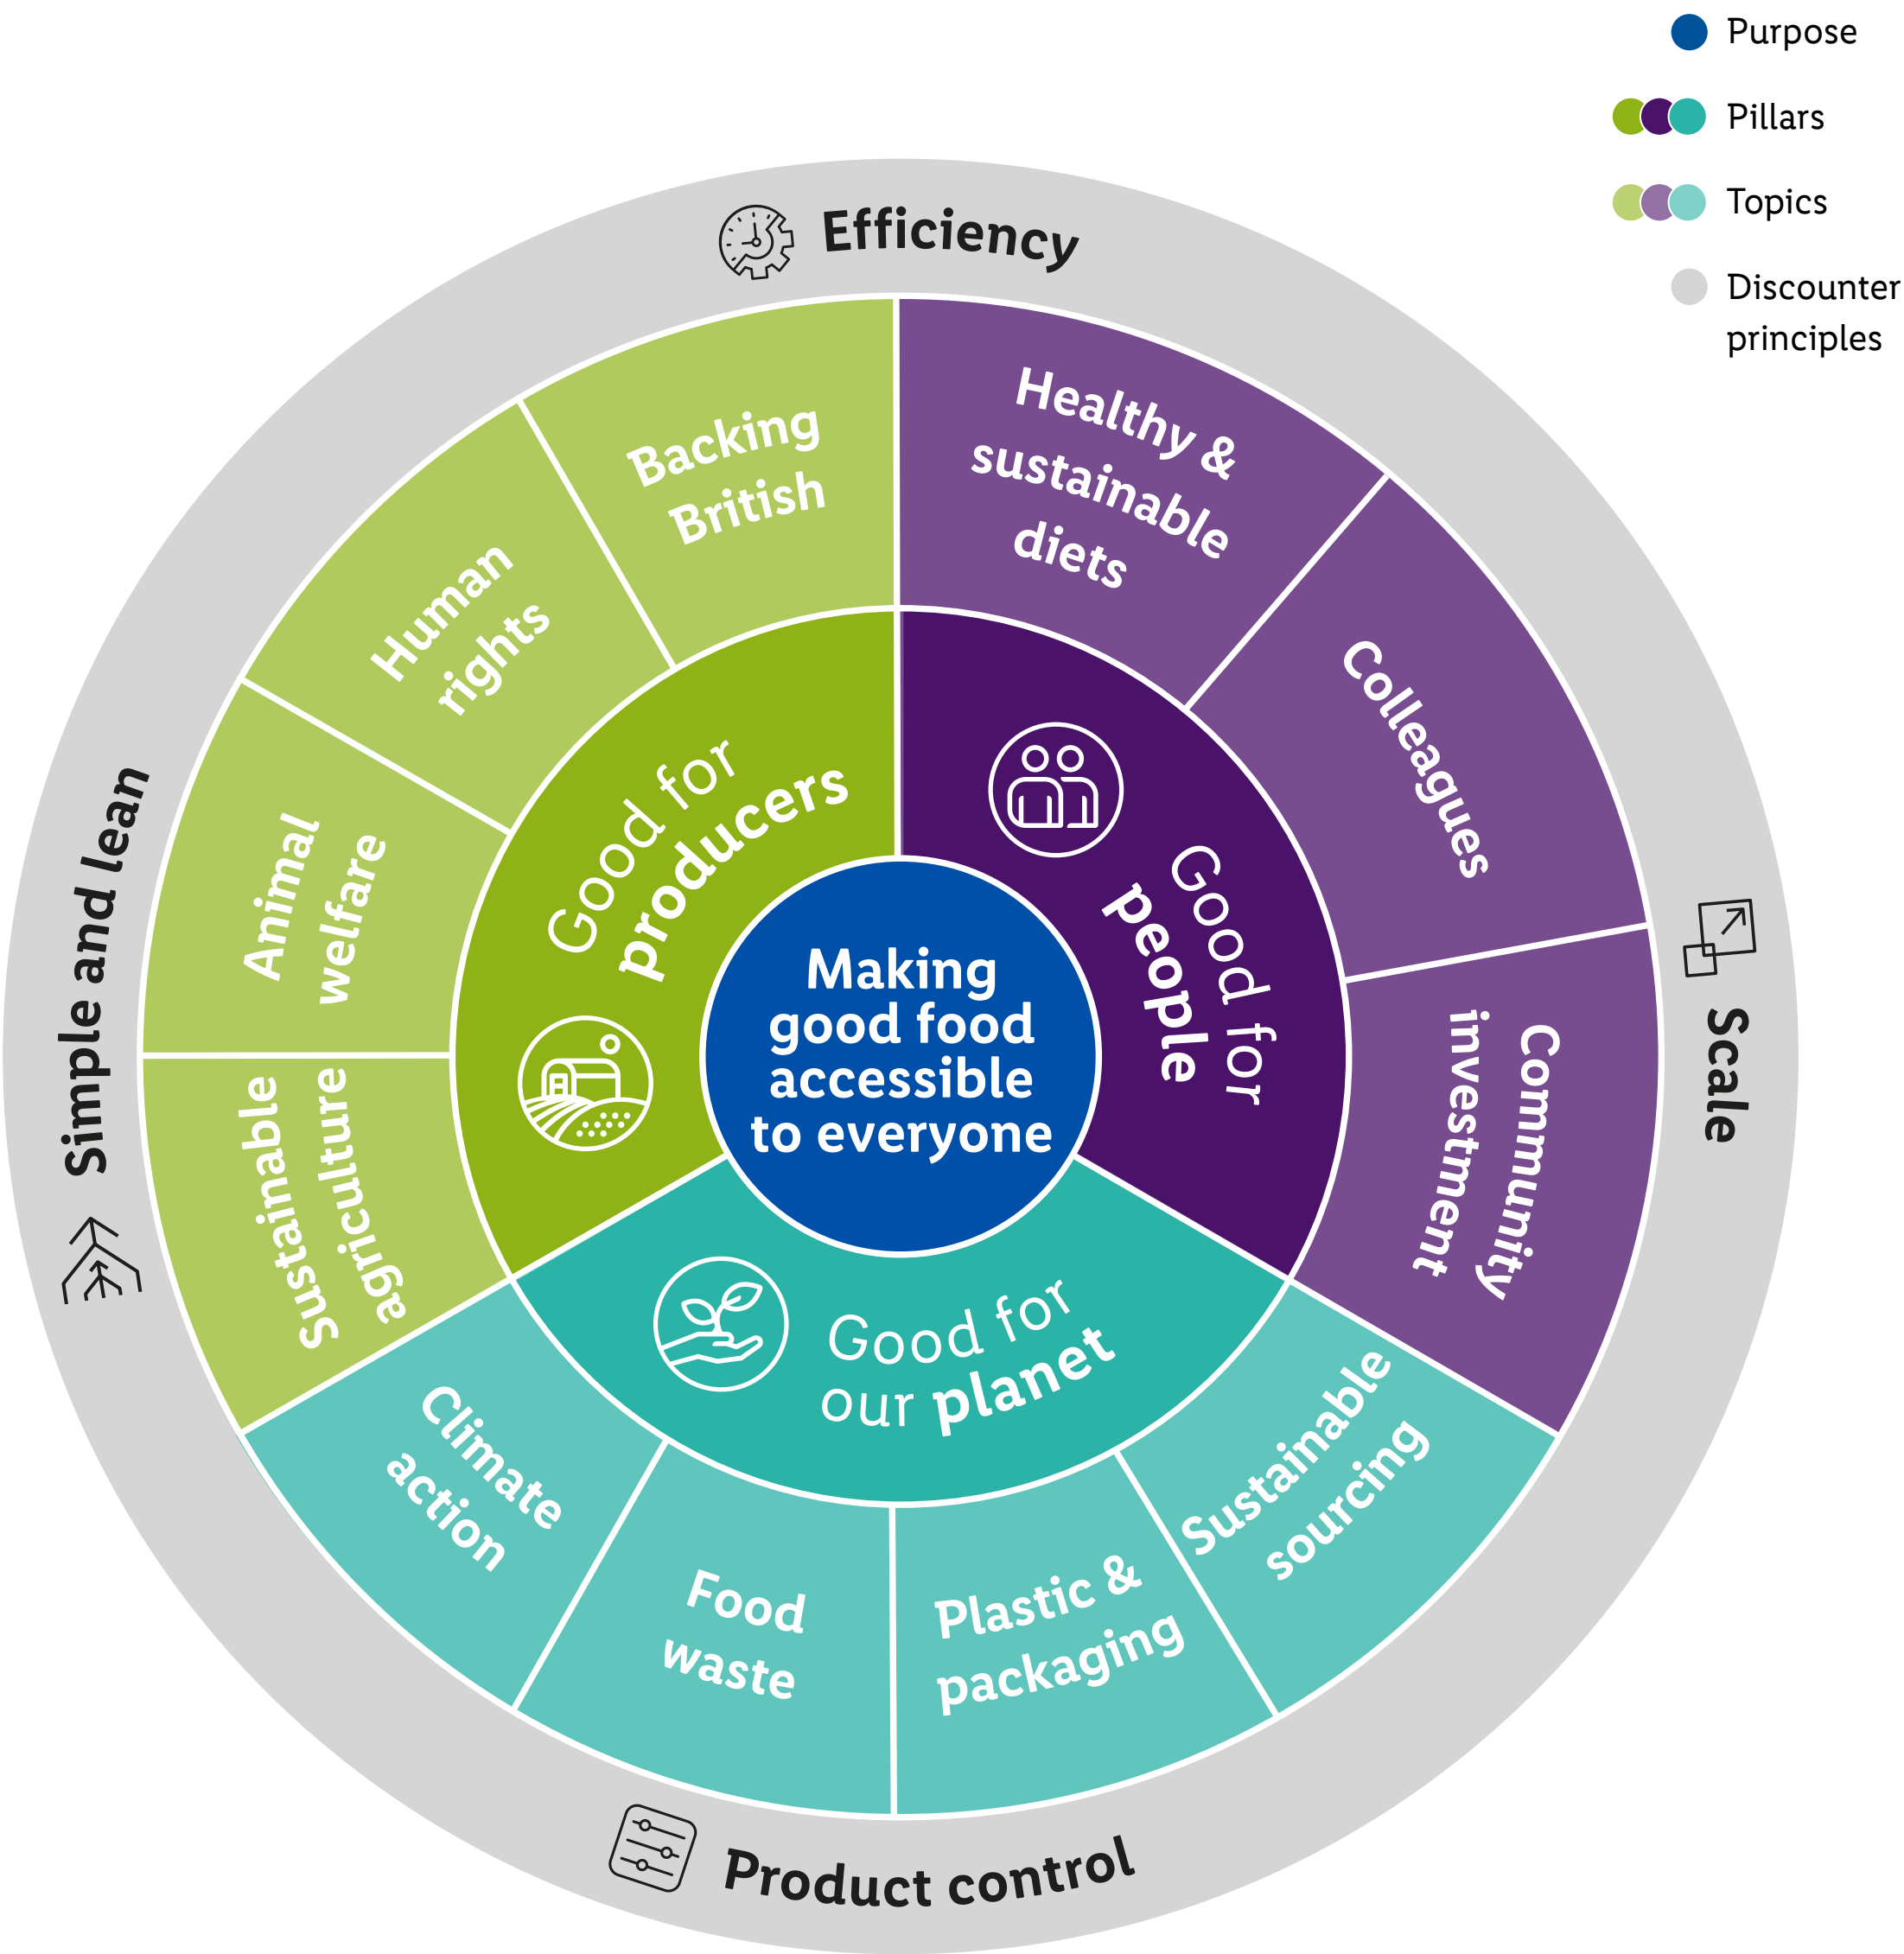 Purpose
Pillars
Topics
Discounter
principles
Efficiency
Scale
Product control
Simple and lean
Backing
British
Human
rights
Animal
welfare
Sustainable
agriculture
Healthy &
sustainable
diets
Colleagues
Community
investment
Sustainable
sourcing
Plastic &
packaging
Food
waste
Climate
action
Good for
producers
Good for
people
Good for
our planet
Making
good food
accessible
to everyone